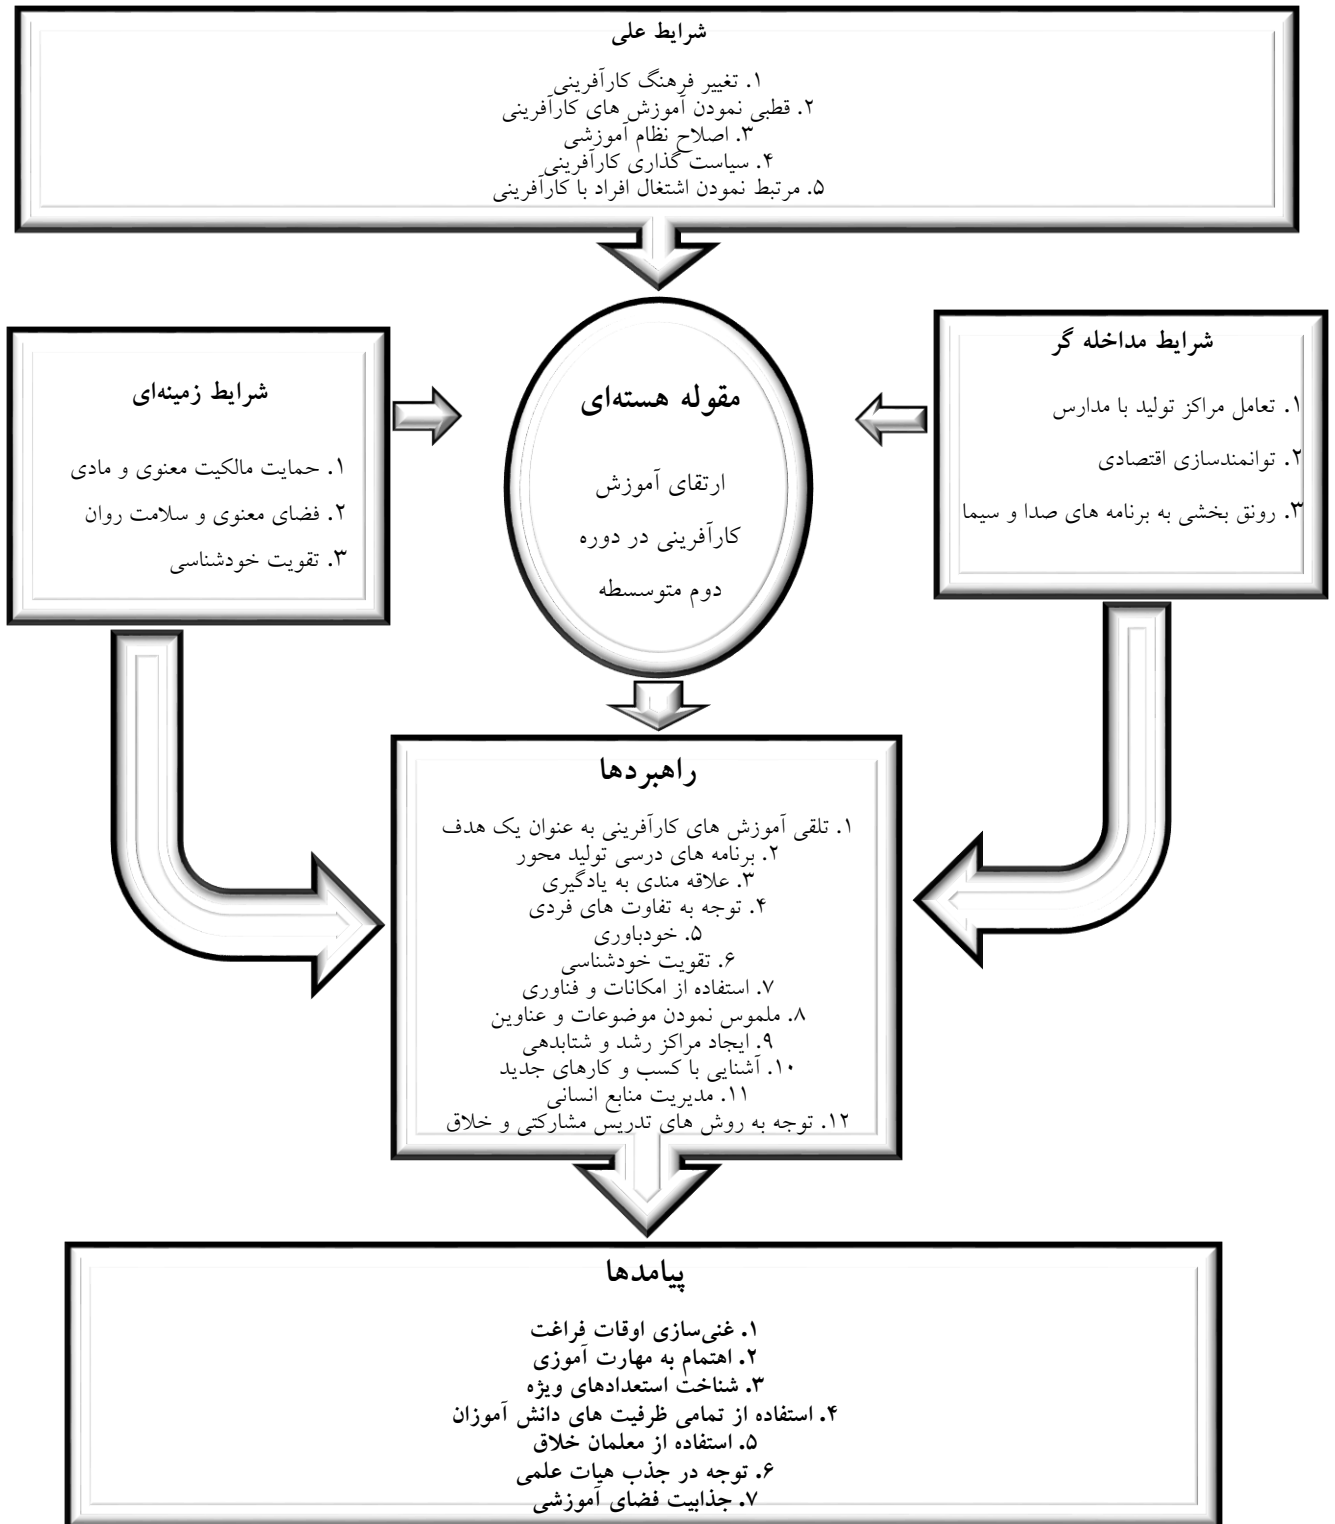 شرایط علی
۱. تغییر فرهنگ کارآفرینی
۲. قطبی نمودن آموزش های کارآفرینی
۳. اصلاح نظام آموزشی
۴. سیاست گذاری کارآفرینی
۵. مرتبط نمودن اشتغال افراد با کارآفرینی
شرایط مداخله گر
۱. تعامل مراکز تولید با مدارس
۲. توانمندسازی اقتصادی
۳. رونق بخشی به برنامه های صدا و سیما
مقوله هسته‌ای
ارتقای آموزش
کارآفرینی در دوره
دوم متوسسطه
شرایط زمینه‌ای
۱. حمایت مالکیت معنوی و مادی
۲. فضای معنوی و سلامت روان
۳. تقویت خودشناسی
راهبردها
۱. تلقی آموزش های کارآفرینی به عنوان یک هدف
۲. برنامه های درسی تولید محور
۳. علاقه مندی به یادگیری
۴. توجه به تفاوت های فردی
۵. خودباوری
۶. تقویت خودشناسی
۷. استفاده از امکانات و فناوری
۸. ملموس نمودن موضوعات و عناوین
۹. ایجاد مراکز رشد و شتابدهی
۱۰. آشنایی با کسب و کارهای جدید
۱۱. مدیریت منابع انسانی
۱۲. توجه به روش های تدریس مشارکتی و خلاق
پیامدها
۱. غنی‌سازی اوقات فراغت
۲. اهتمام به مهارت آموزی
۳. شناخت استعدادهای ویژه
۴. استفاده از تمامی ظرفیت های دانش آموزان
۵. استفاده از معلمان خلاق
۶. توجه در جذب هیات علمی
۷. جذابیت فضای آموزشی